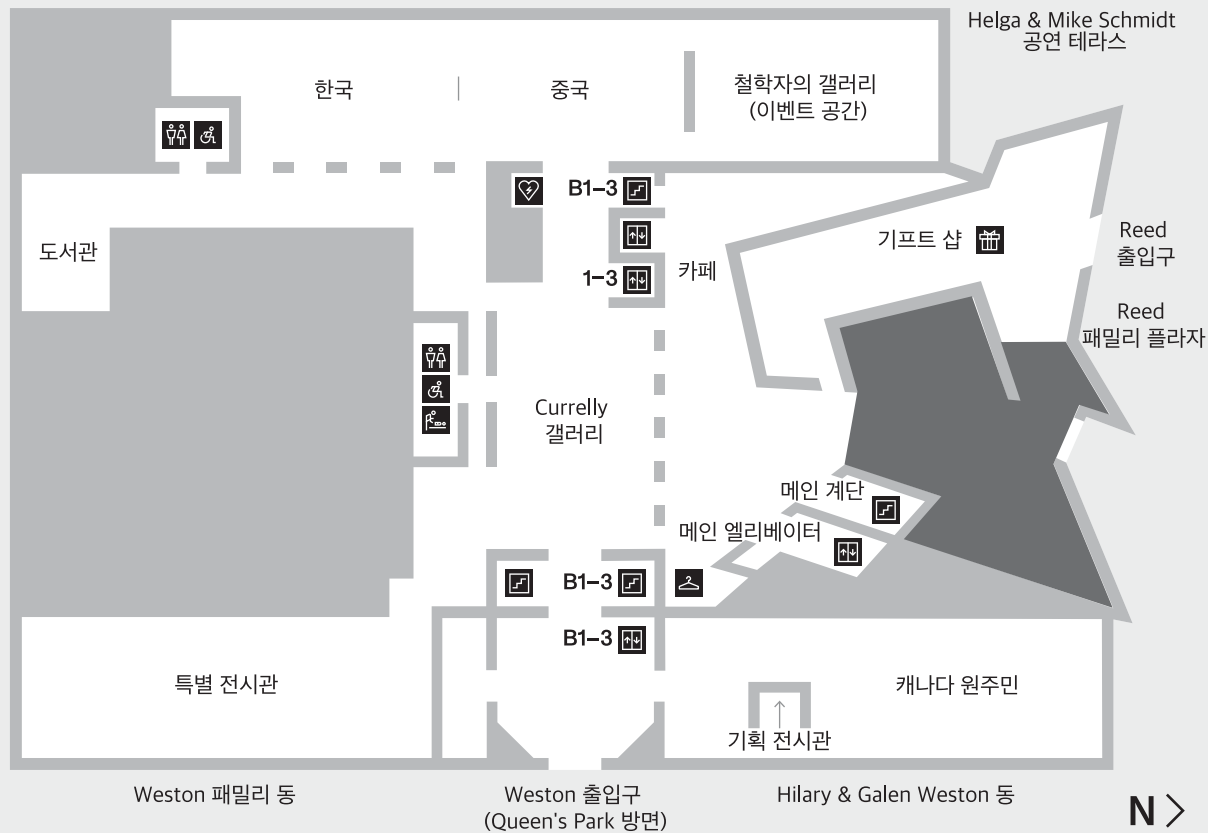 Helga & Mike Schmidt
공연 테라스
한국
중국
철학자의 갤러리
(이벤트 공간)
B1–3
도서관
기프트 샵
Reed
출입구
1–3
카페
Reed
패밀리 플라자
Currelly
갤러리
메인 계단
메인 엘리베이터
B1–3
B1–3
특별 전시관
캐나다 원주민
기획 전시관
Weston 패밀리 동
Weston 출입구
(Queen's Park 방면)
Hilary & Galen Weston 동
N